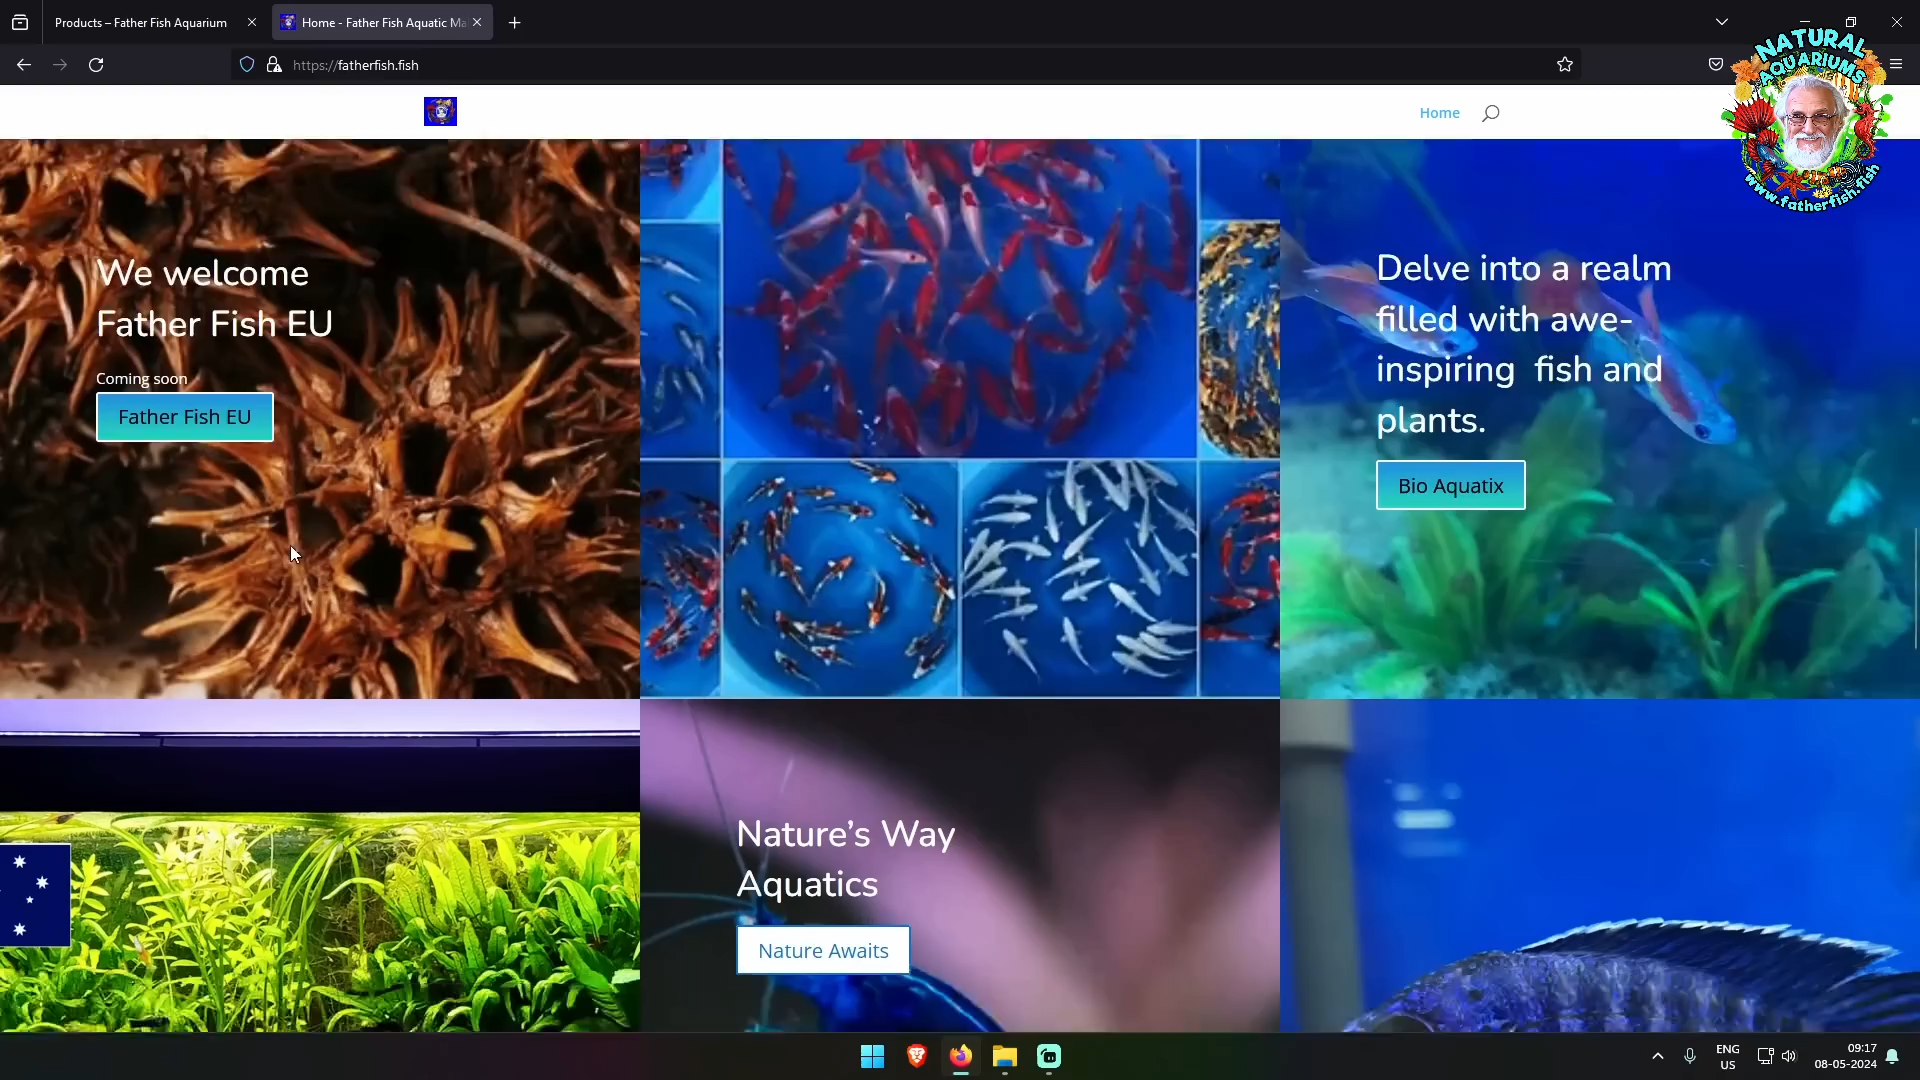 Products – Father Fish Aquarium
Home - Father Fish Aquatic Ma
https://fatherfish.fish
NATURAL
AQUARIUMS
www.fatherfish.fish
Home
We welcome
Father Fish EU
Coming soon
Father Fish EU
Delve into a realm
filled with awe-
inspiring fish and
plants.
Bio Aquatix
Nature’s Way
Aquatics
Nature Awaits
ENG
US
09:17
08-05-2024